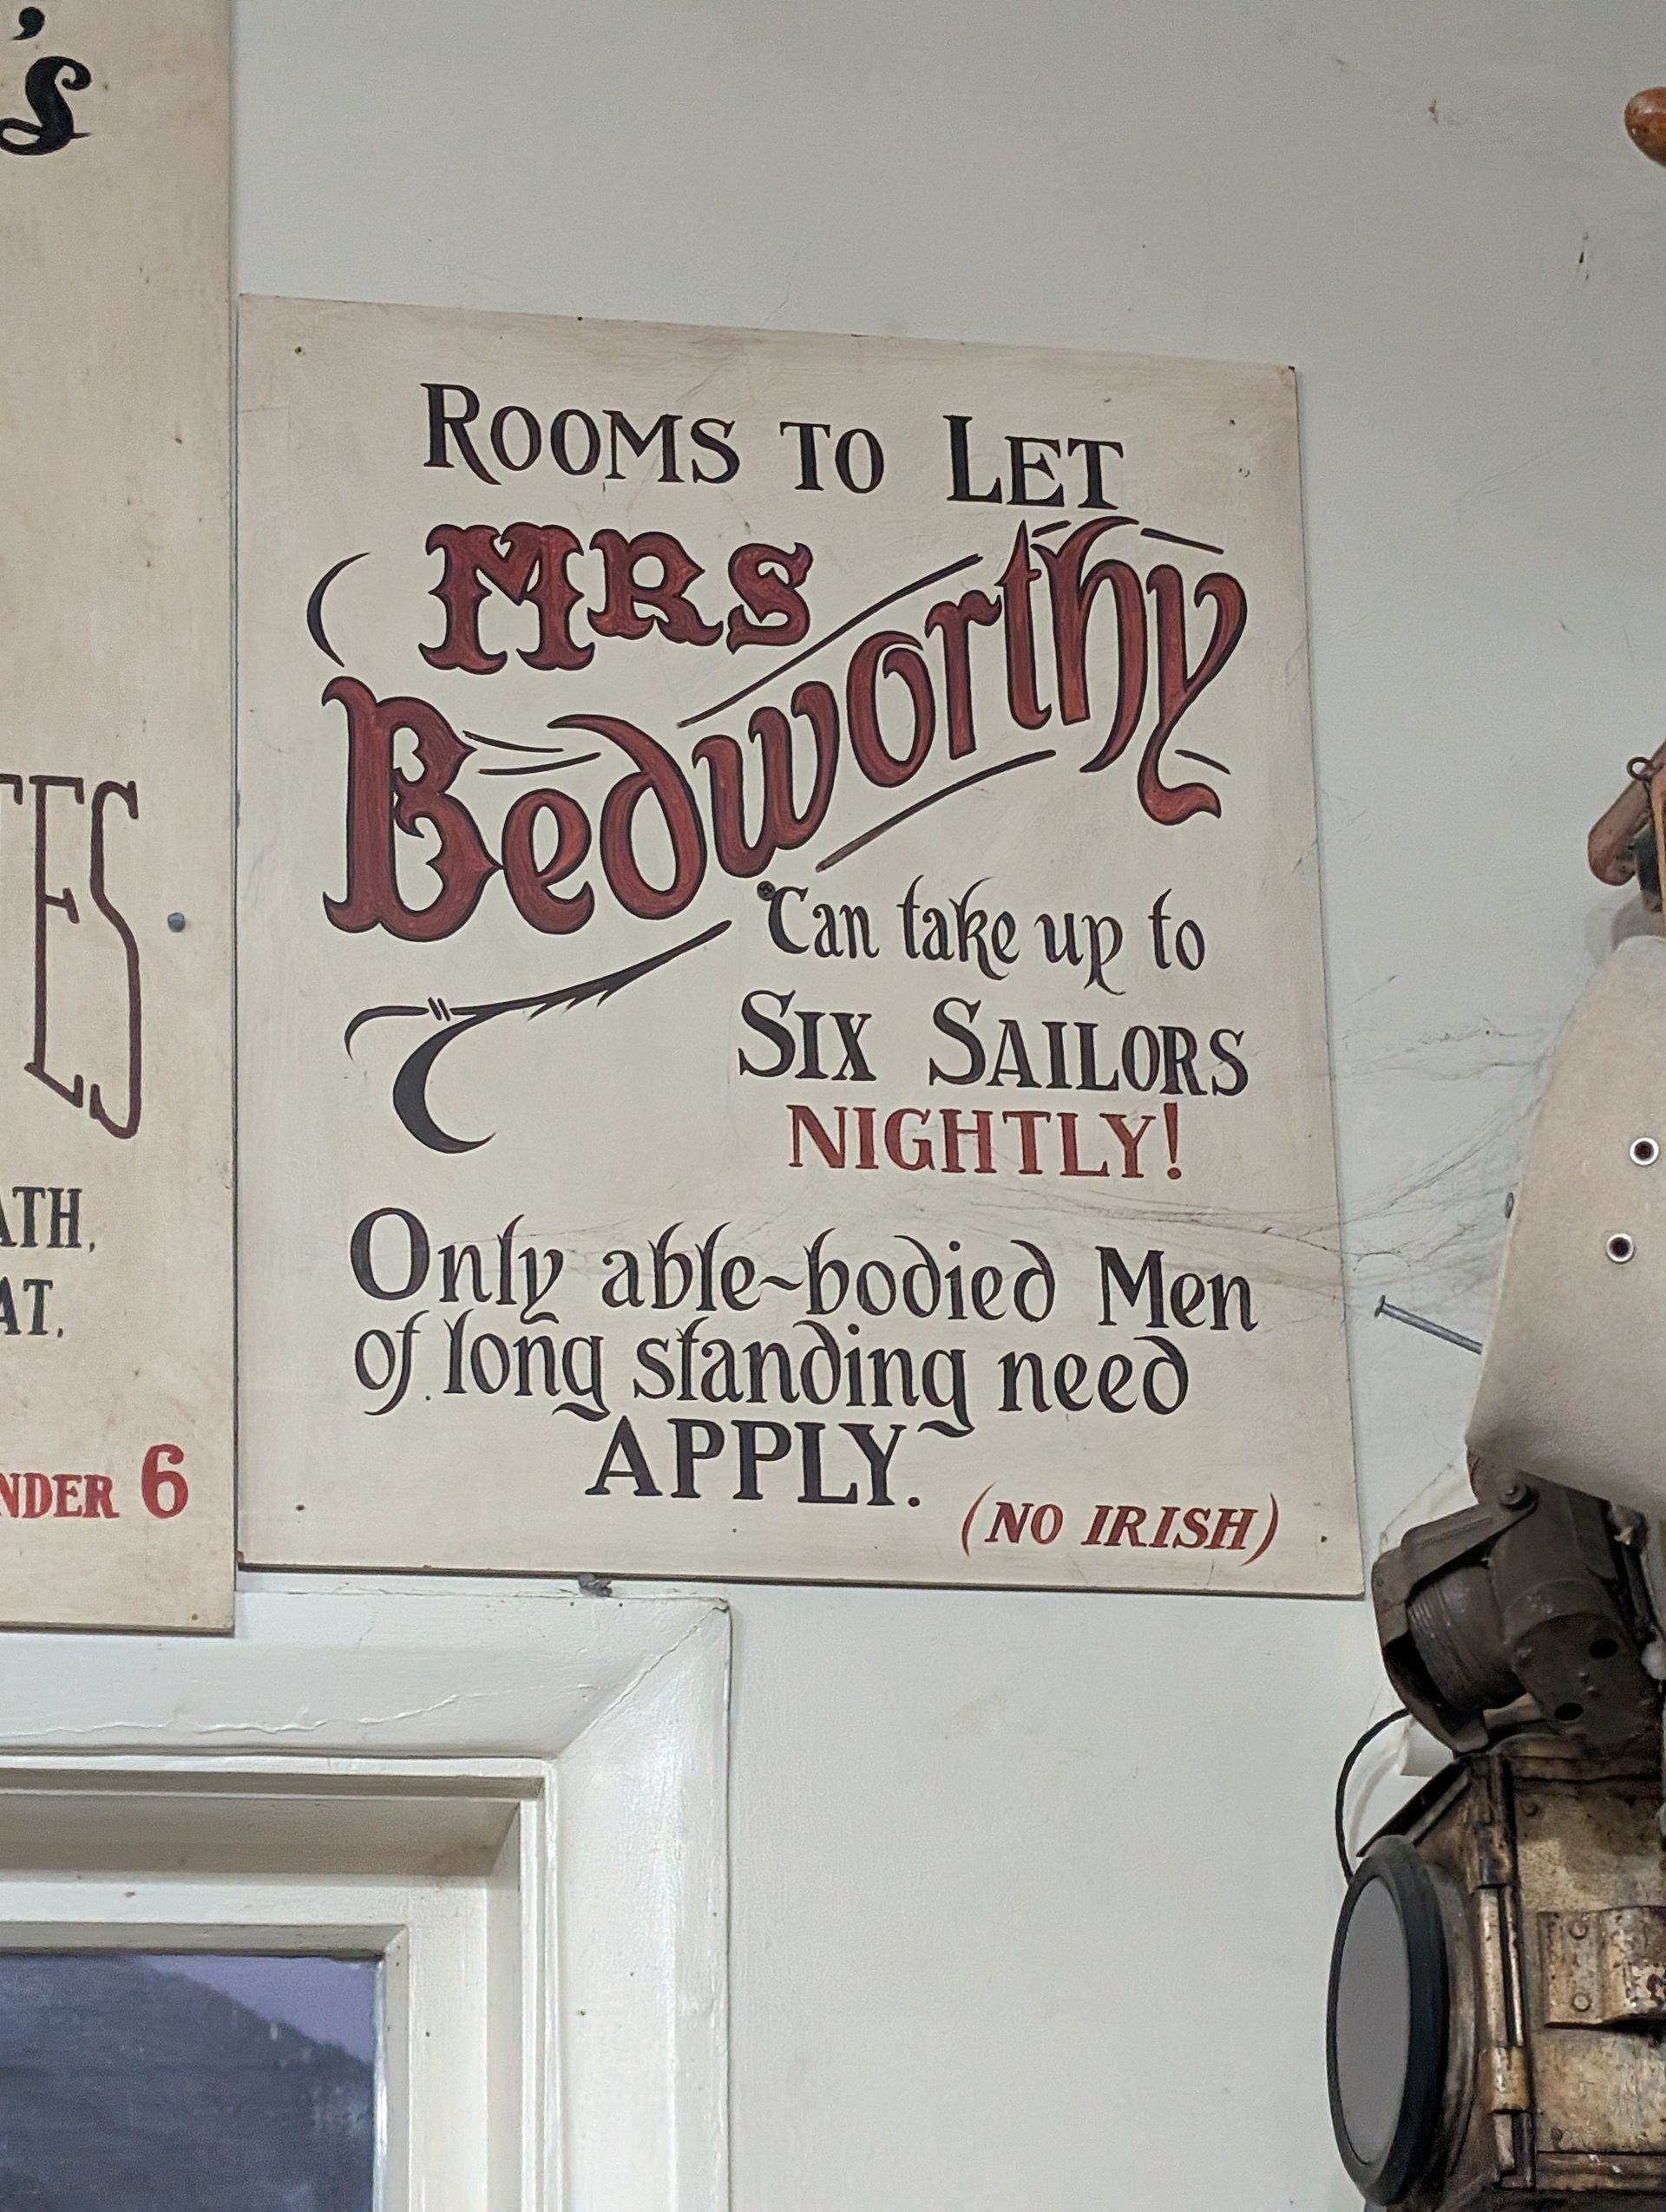 's
TES
ATH,
AT,
NDER 6
ROOMS TO LET
MRS
Bedworthy
Can take up to
SIX SAILORS
NIGHTLY!
Only able-bodied Men
of long standing need
APPLY.
(NO IRISH)